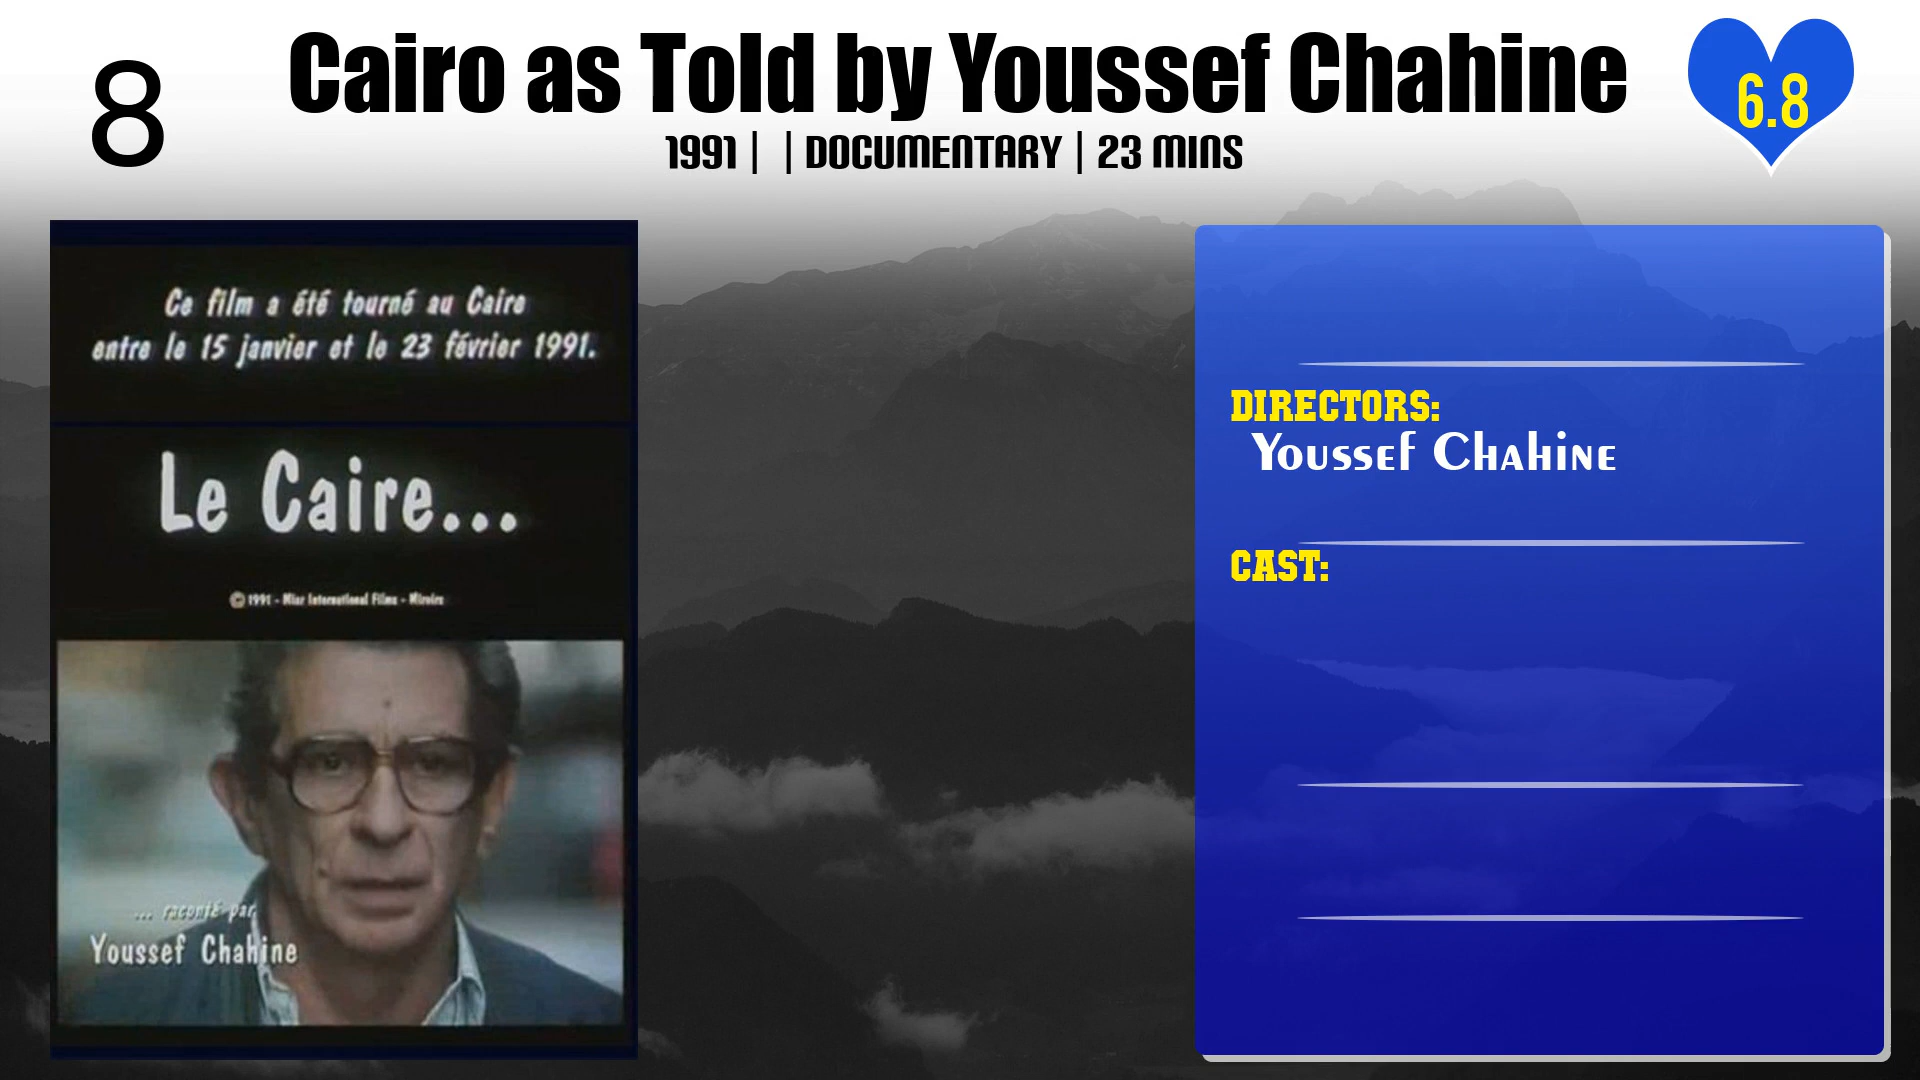 8
Cairo as Told by Youssef Chahine
6.8
1991 | | DOCUMENTARY | 23 MINS
Ce film a été tourné au Caire
entre le 15 janvier et le 23 février 1991.
Le Caire...
© 1991 - Misr International Films - Miroirs
... raconté par
Youssef Chahine
DIRECTORS:
Youssef Chahine
CAST: